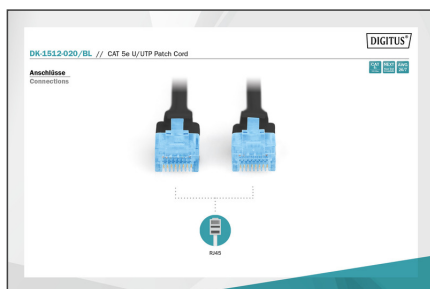 DIGITUS®
DK-1512-020/BL // CAT 5e U/UTP Patch Cord
Anschlüsse
Connections
RJ45